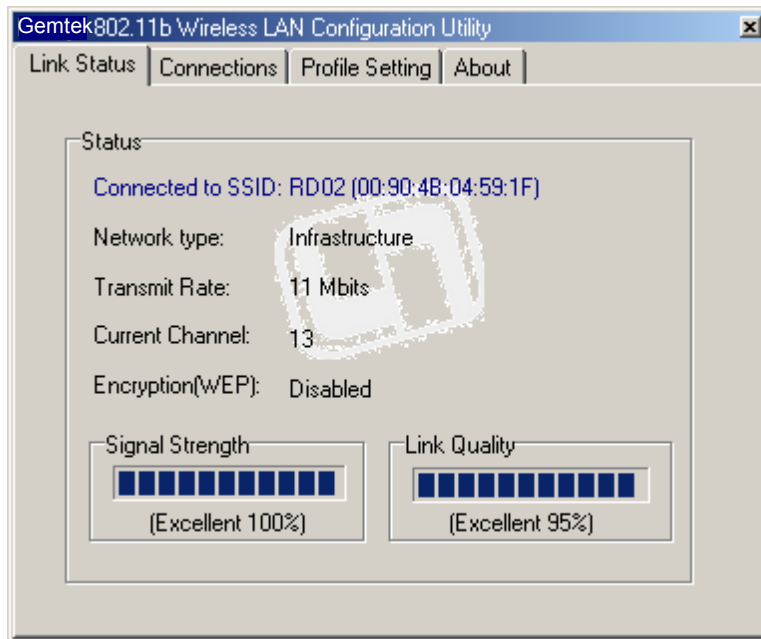 Gemtek802.11b Wireless LAN Configuration Utility
Link Status Connections Profile Setting About
Status
Connected to SSID: RD02 (00:90:4B:04:59:1F)
Network type: Infrastructure
Transmit Rate: 11 Mbits
Current Channel: 13
Encryption(WEP): Disabled
Signal Strength Link Quality
(Excellent 100%) (Excellent 95%)